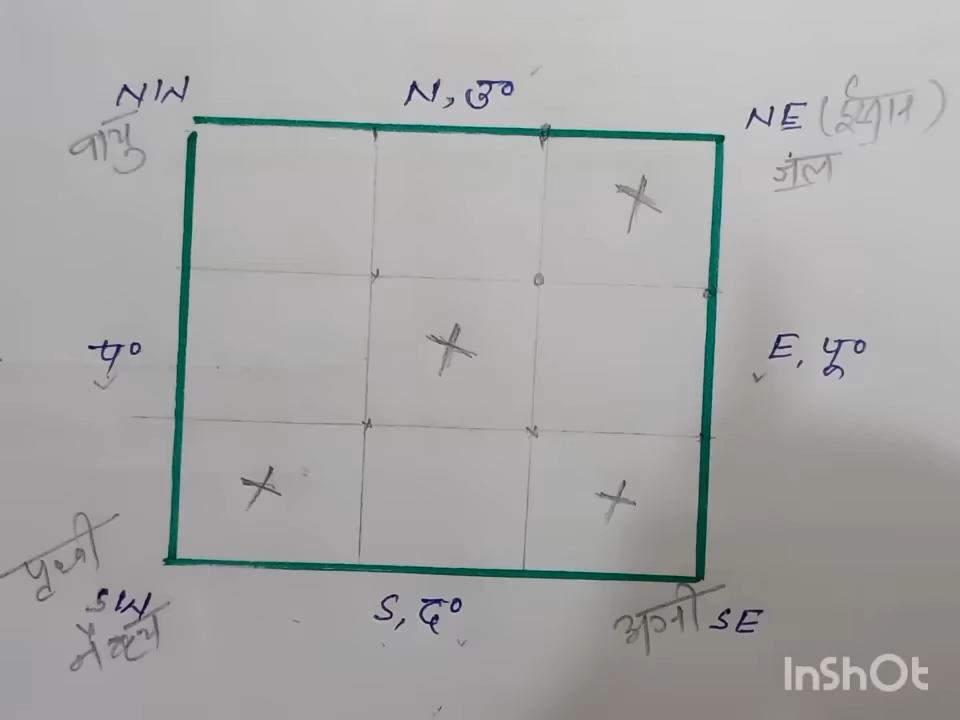 NW
N, उ०
NE (ईशान)
वायु
जल
प०
E, पू०
पृथ्वी
SW
S, द०
अग्नी SE
नैऋत्य
InShOt